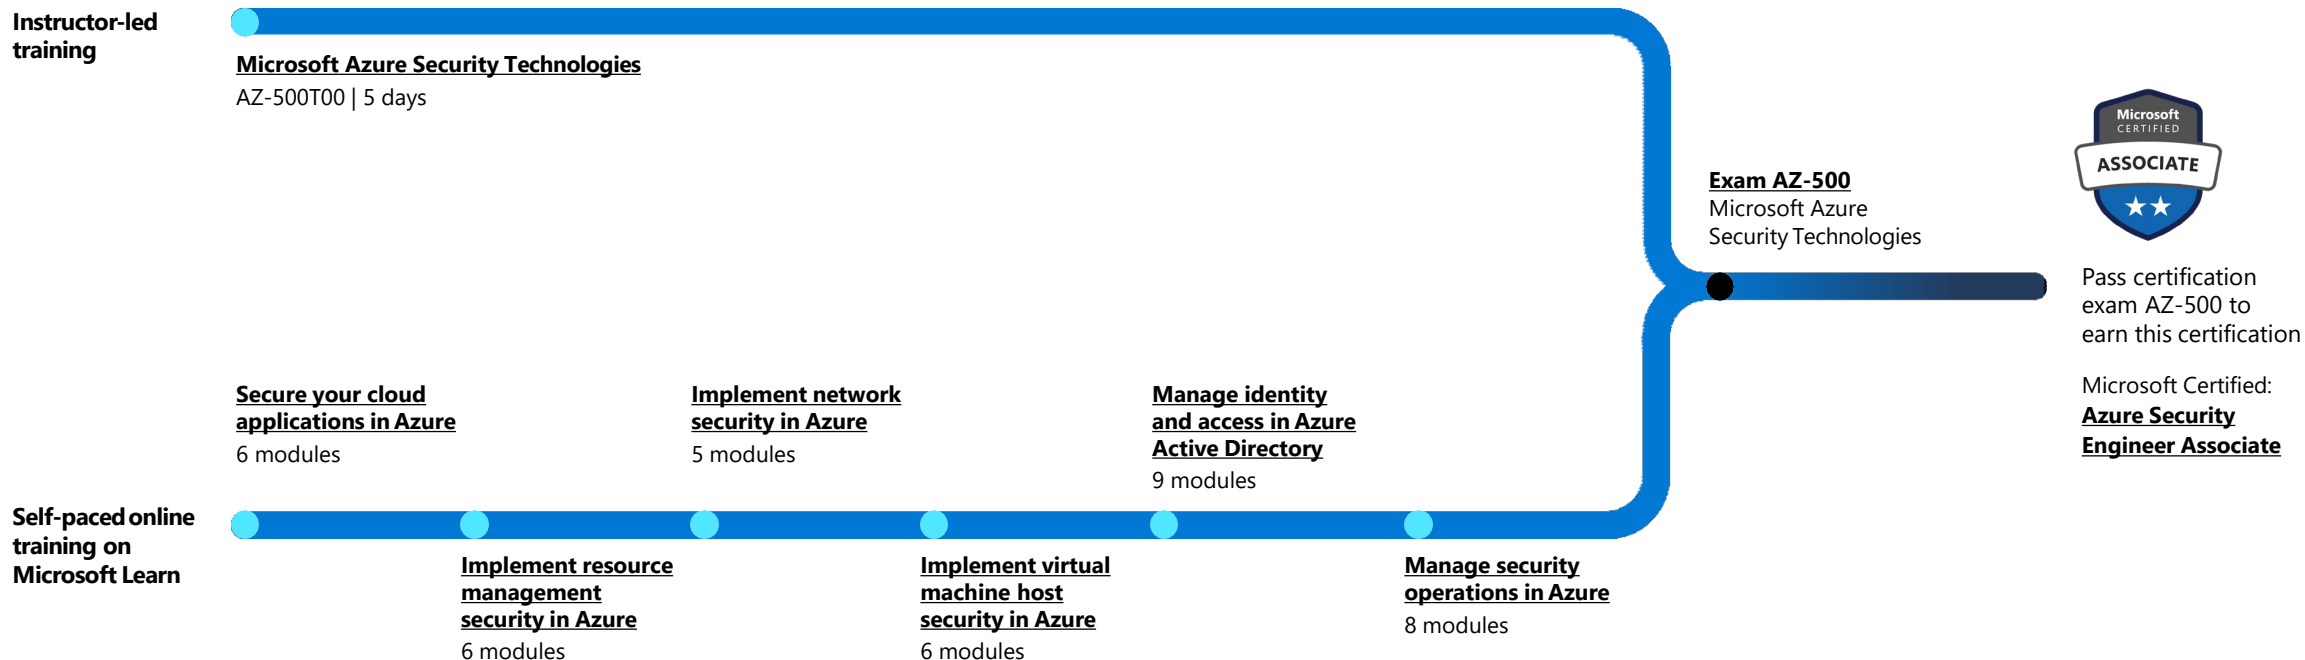 Instructor-led
training
Microsoft Azure Security Technologies
AZ-500T00 | 5 days
Exam AZ-500
Microsoft Azure
Security Technologies
Microsoft
CERTIFIED
ASSOCIATE
Pass certification
exam AZ-500 to
earn this certification
Microsoft Certified:
Azure Security
Engineer Associate
Self-paced online
training on
Microsoft Learn
Secure your cloud
applications in Azure
6 modules
Implement resource
management
security in Azure
6 modules
Implement network
security in Azure
5 modules
Implement virtual
machine host
security in Azure
6 modules
Manage identity
and access in Azure
Active Directory
9 modules
Manage security
operations in Azure
8 modules